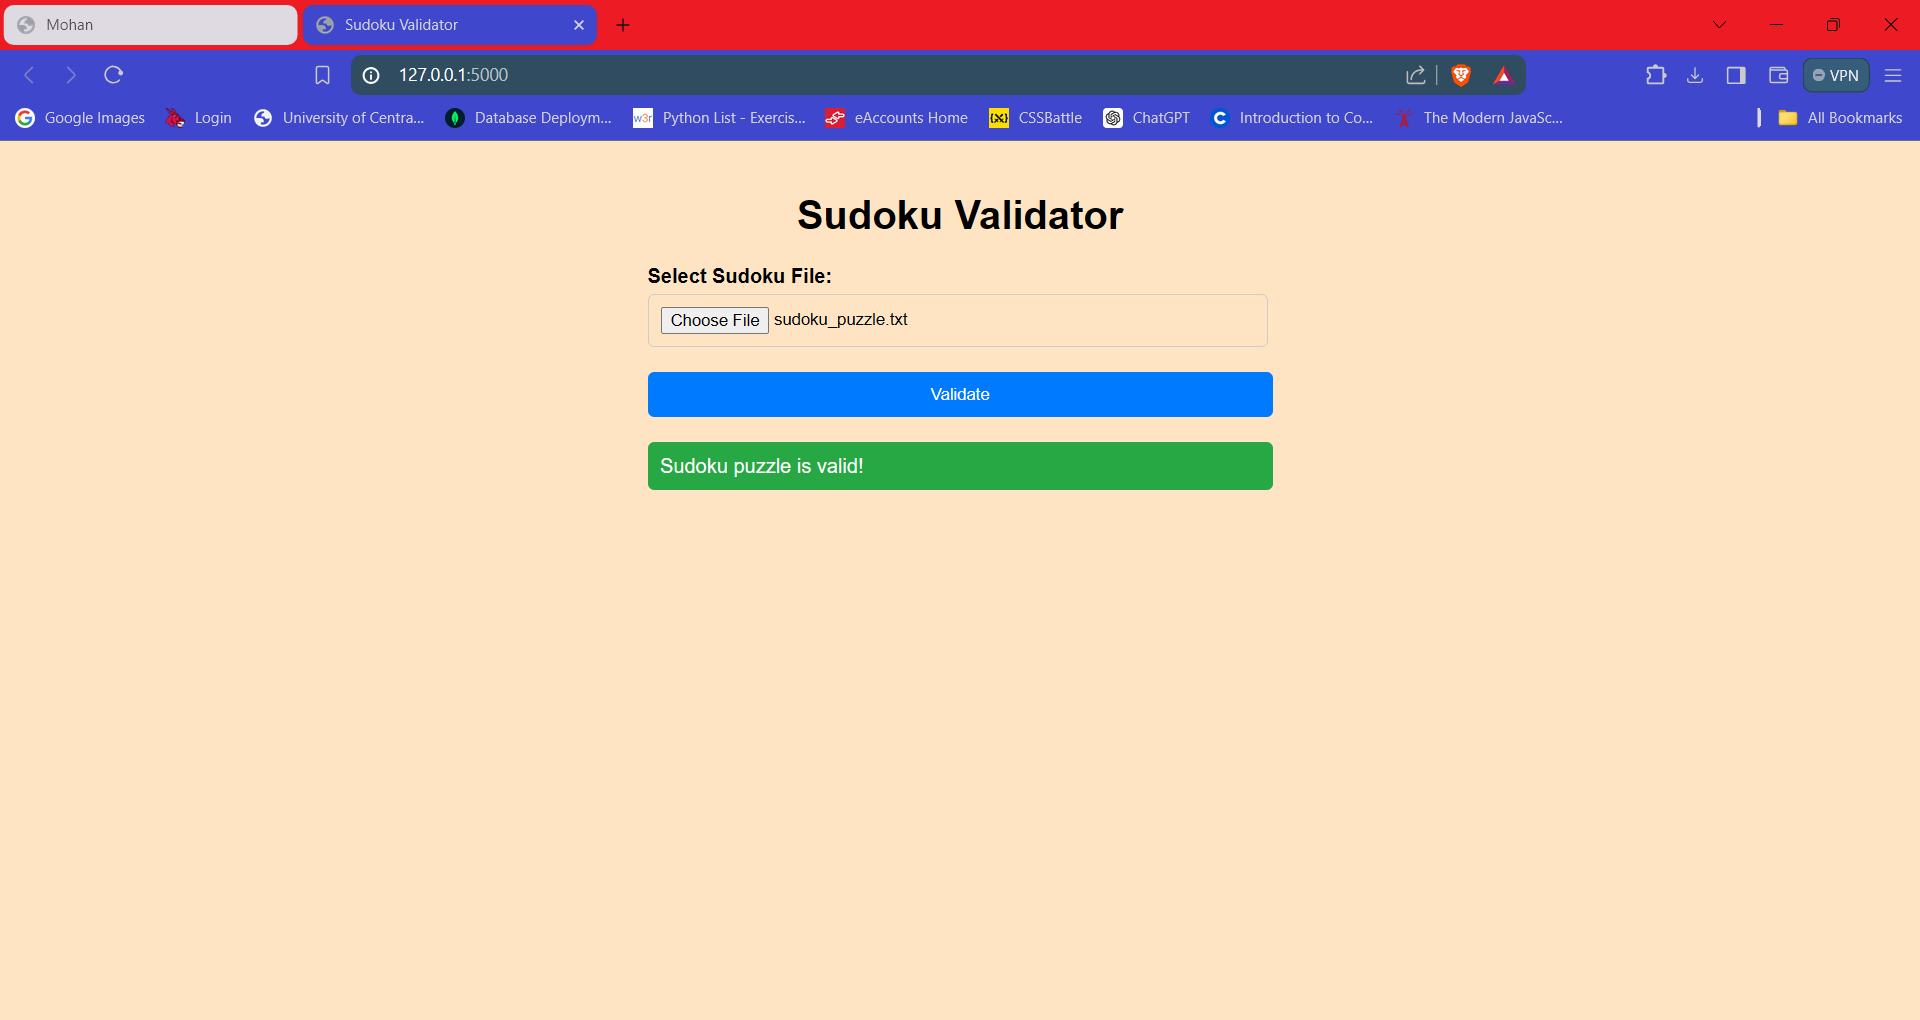 Mohan
Sudoku Validator
127.0.0.1:5000
VPN
Google Images
Login
University of Centra...
Database Deploym...
w3r
Python List - Exercis...
eAccounts Home
{X}
CSSBattle
ChatGPT
C
Introduction to Co...
The Modern JavaSc...
All Bookmarks
Sudoku Validator
Select Sudoku File:
Choose File sudoku_puzzle.txt
Validate
Sudoku puzzle is valid!